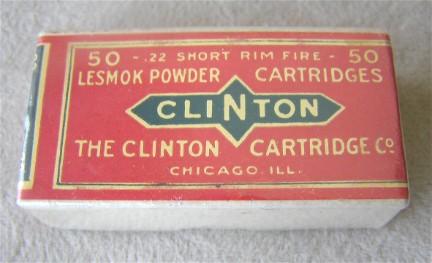 50 - .22 SHORT RIM FIRE - 50
LESMOK POWDER CARTRIDGES
CLINTON
THE CLINTON CARTRIDGE Co
CHICAGO. ILL.